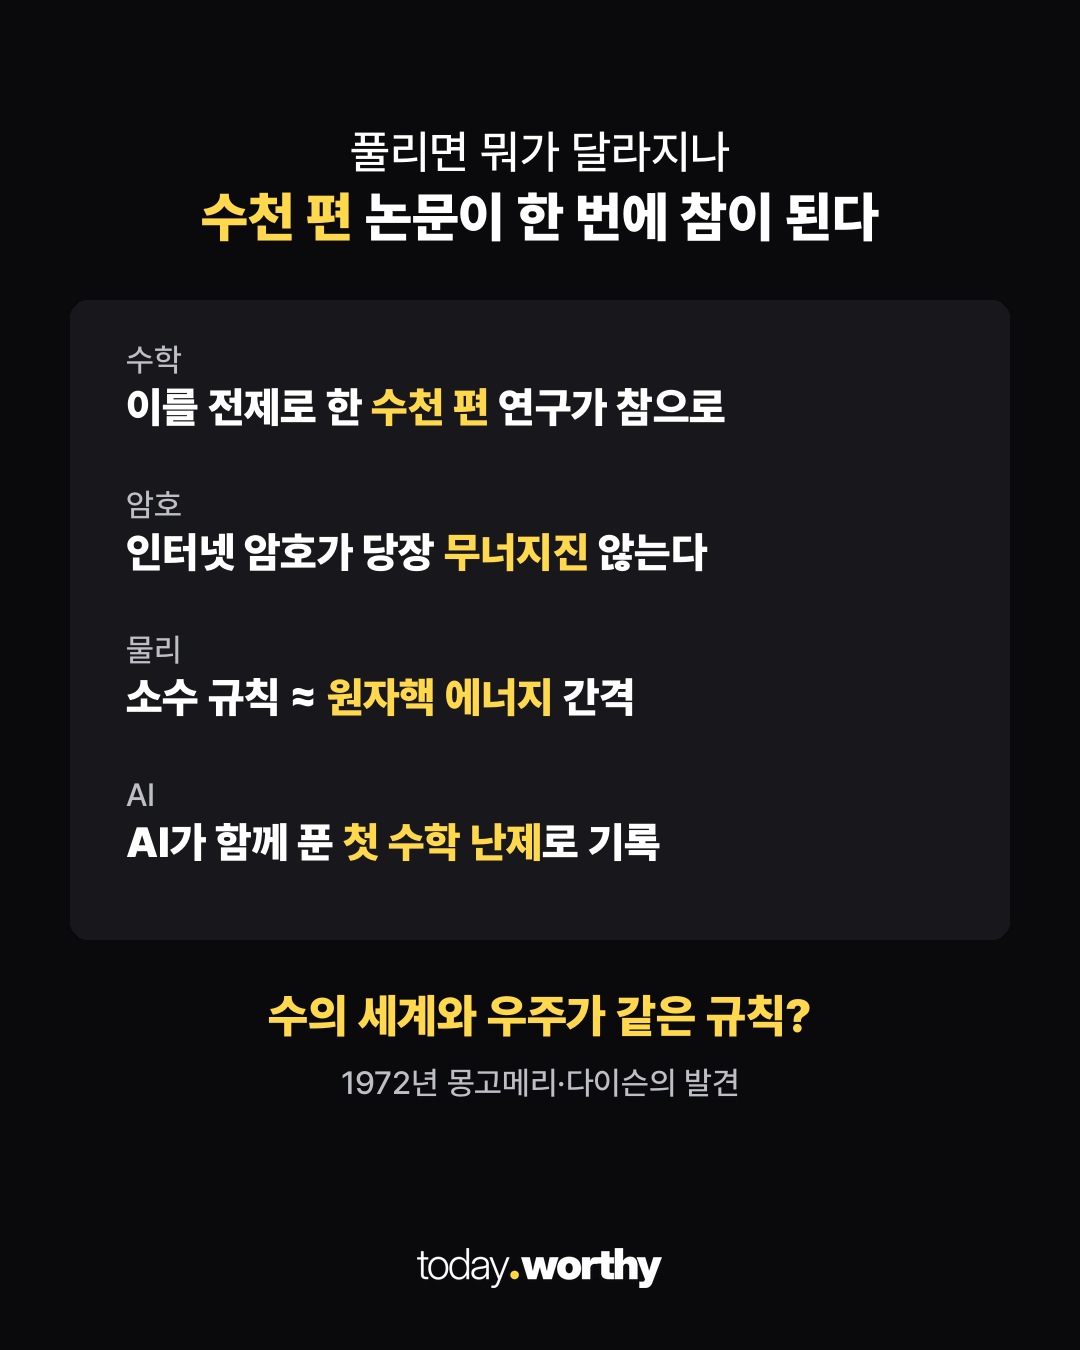 풀리면 뭐가 달라지나
수천 편 논문이 한 번에 참이 된다
수학
이를 전제로 한 수천 편 연구가 참으로
암호
인터넷 암호가 당장 무너지진 않는다
물리
소수 규칙 ≈ 원자핵 에너지 간격
AI
AI가 함께 푼 첫 수학 난제로 기록
수의 세계와 우주가 같은 규칙?
1972년 몽고메리·다이슨의 발견
today.worthy